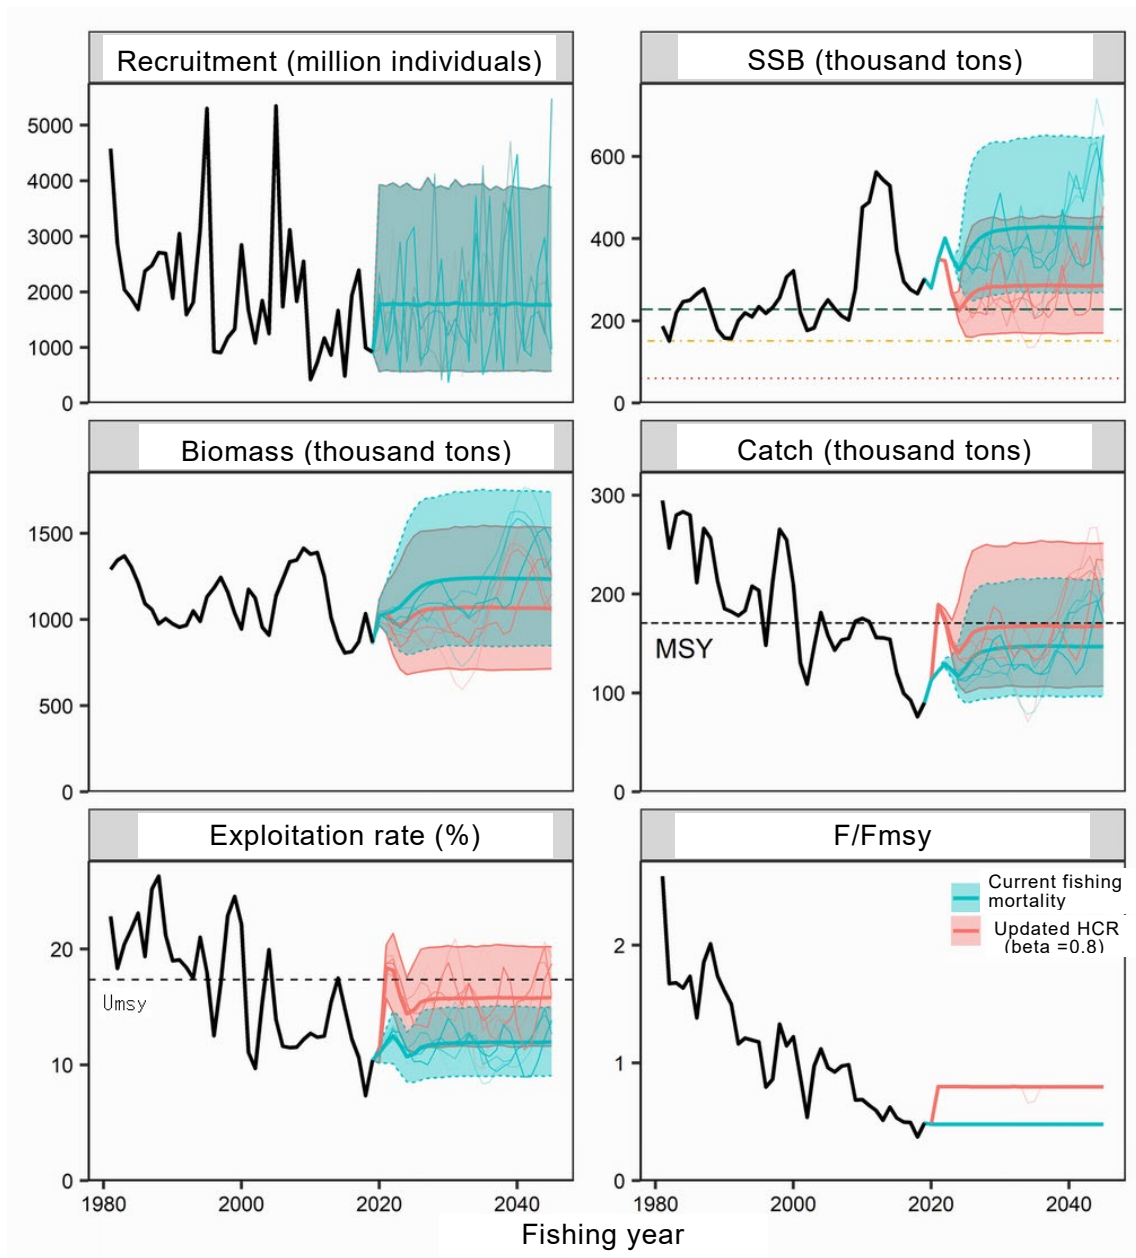 Recruitment (million individuals)
SSB (thousand tons)
5000
4000
3000
2000
1000
0
600
400
200
0
Biomass (thousand tons)
Catch (thousand tons)
1500
1000
500
0
300
200
100
0
MSY
Exploitation rate (%)
F/Fmsy
20
10
0
Umsy
2
1
0
Current fishing
mortality
Updated HCR
(beta =0.8)
1980 2000 2020 2040
1980 2000 2020 2040
Fishing year